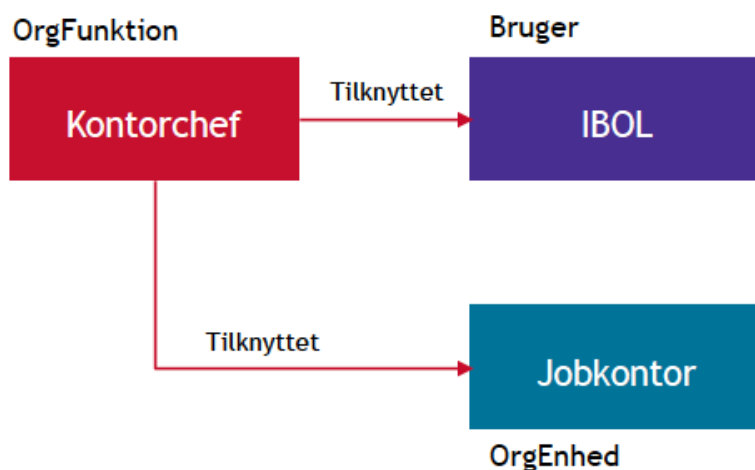 OrgFunktion
Bruger
Kontorchef
Tilknyttet
IBOL
Tilknyttet
Jobkontor
OrgEnhed